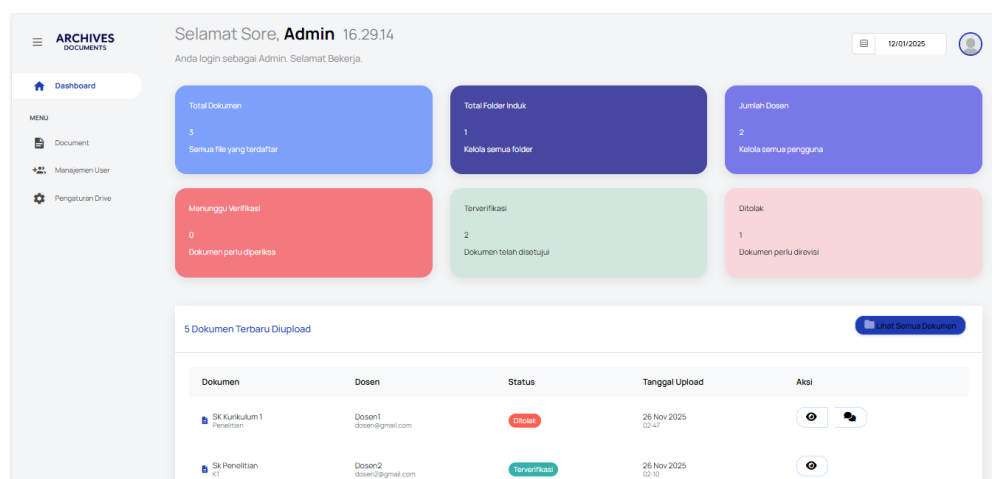 ARCHIVES
DOCUMENTS
Selamat Sore, Admin 16.29.14
Anda login sebagai Admin. Selamat Bekerja.
12/01/2025
Dashboard
MENU
Document
Manajemen User
Pengaturan Drive
Total Dokumen
3
Semua file yang terdaftar
Total Folder Induk
1
Kelola semua folder
Jumlah Dosen
2
Kelola semua pengguna
Menunggu Verifikasi
0
Dokumen perlu diperiksa
Terverifikasi
2
Dokumen telah disetujui
Ditolak
1
Dokumen perlu direvisi
5 Dokumen Terbaru Diupload
Lihat Semua Dokumen
Dokumen Dosen Status Tanggal Upload Aksi
SK Kurikulum 1 Dosen1 Ditolak 26 Nov 2025
Penelitian dosen@gmail.com 02:47
Sk Penelitian Dosen2 Terverifikasi 26 Nov 2025
K1 dosen2@gmail.com 02:10